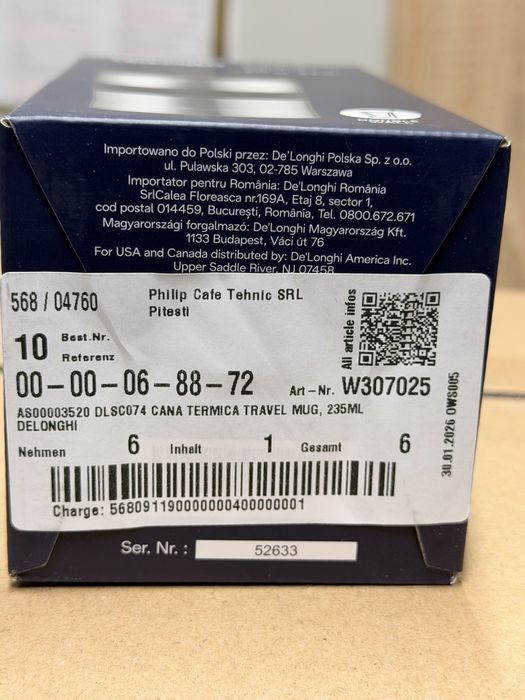 Importowano do Polski przez: De'Longhi Polska Sp. z o.o.
ul. Pulawska 303, 02-785 Warszawa
Importator pentru România: De'Longhi România
SrlCalea Floreasca nr.169A, Etaj 8, sector 1,
cod postal 014459, Bucureşti, România, Tel. 0800.672.671
Magyarországi forgalmazó: De'Longhi Magyarország Kft.
1133 Budapest, Váci út 76
For USA and Canada distributed by: De'Longhi America Inc.
Upper Saddle River, NJ 07458
568 / 04760
Philip Cafe Tehnic SRL
Pitesti
All article infos
10 Best.Nr.
Referenz
00-00-06-88-72
Art-Nr. W307025
AS00003520 DLSC074 CANA TERMICA TRAVEL MUG, 235ML
DELONGHI
Nehmen 6 Inhalt 1 Gesamt 6
30.01.2026 OWS005
Charge: 568091190000000400000001
Ser. Nr. : 52633